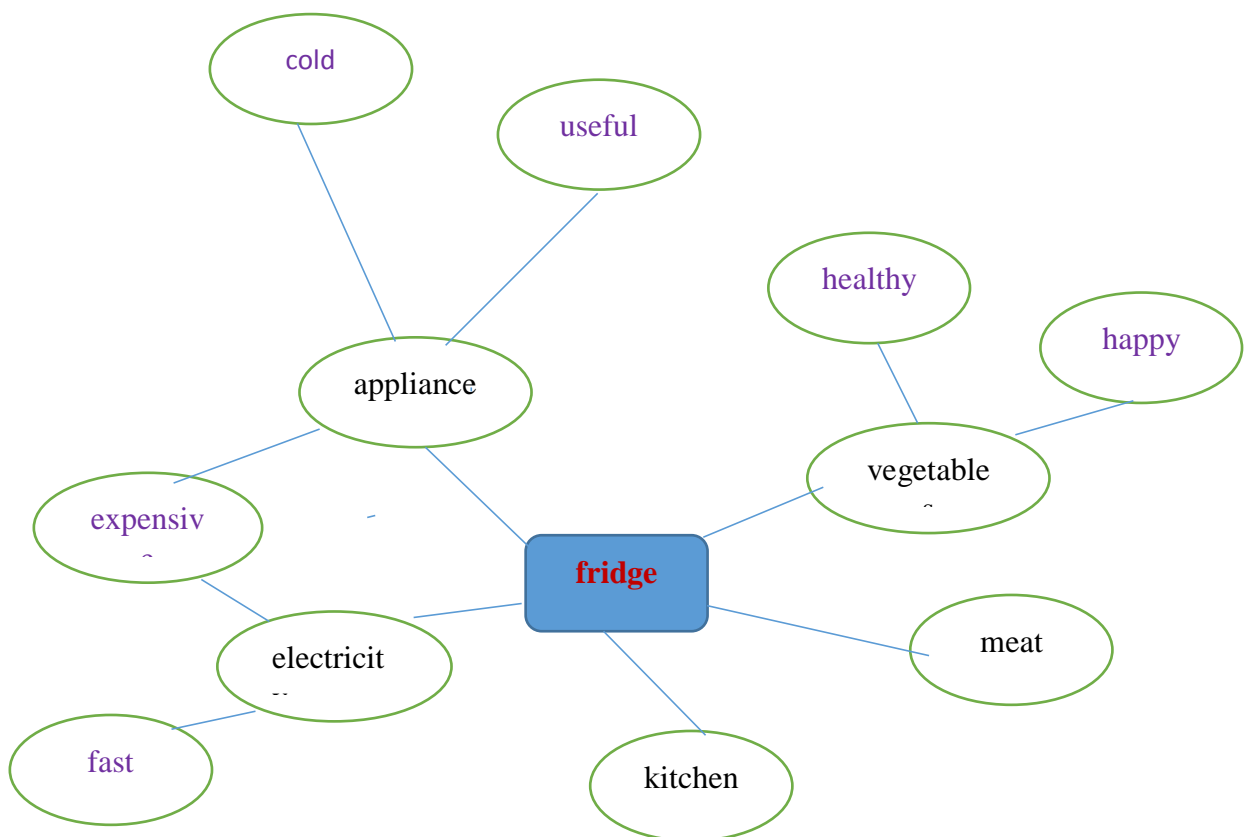 cold
useful
healthy
happy
appliance
vegetable
s
expensiv
e
fridge
meat
electricit
y
fast
kitchen